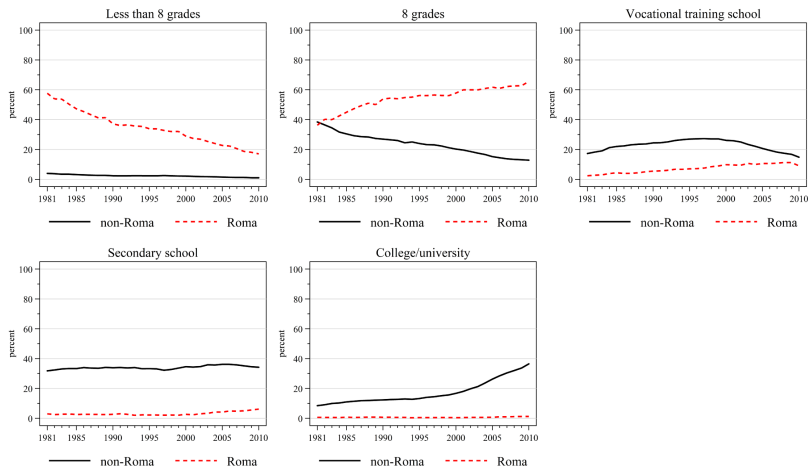 Less than 8 grades
100
80
60
40
20
0
percent
1981 1985 1990 1995 2000 2005 2010
non-Roma Roma
8 grades
100
80
60
40
20
0
percent
1981 1985 1990 1995 2000 2005 2010
non-Roma Roma
Vocational training school
100
80
60
40
20
0
percent
1981 1985 1990 1995 2000 2005 2010
non-Roma Roma
Secondary school
100
80
60
40
20
0
percent
1981 1985 1990 1995 2000 2005 2010
non-Roma Roma
College/university
100
80
60
40
20
0
percent
1981 1985 1990 1995 2000 2005 2010
non-Roma Roma